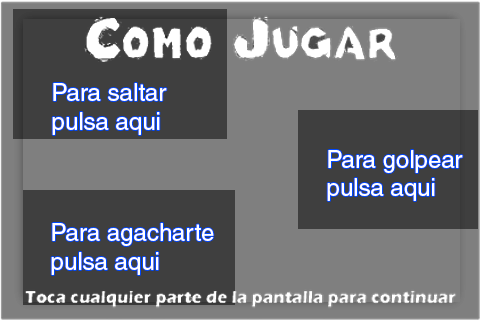 Como Jugar
Para saltar
pulsa aqui
Para golpear
pulsa aqui
Para agacharte
pulsa aqui
Toca cualquier parte de la pantalla para continuar